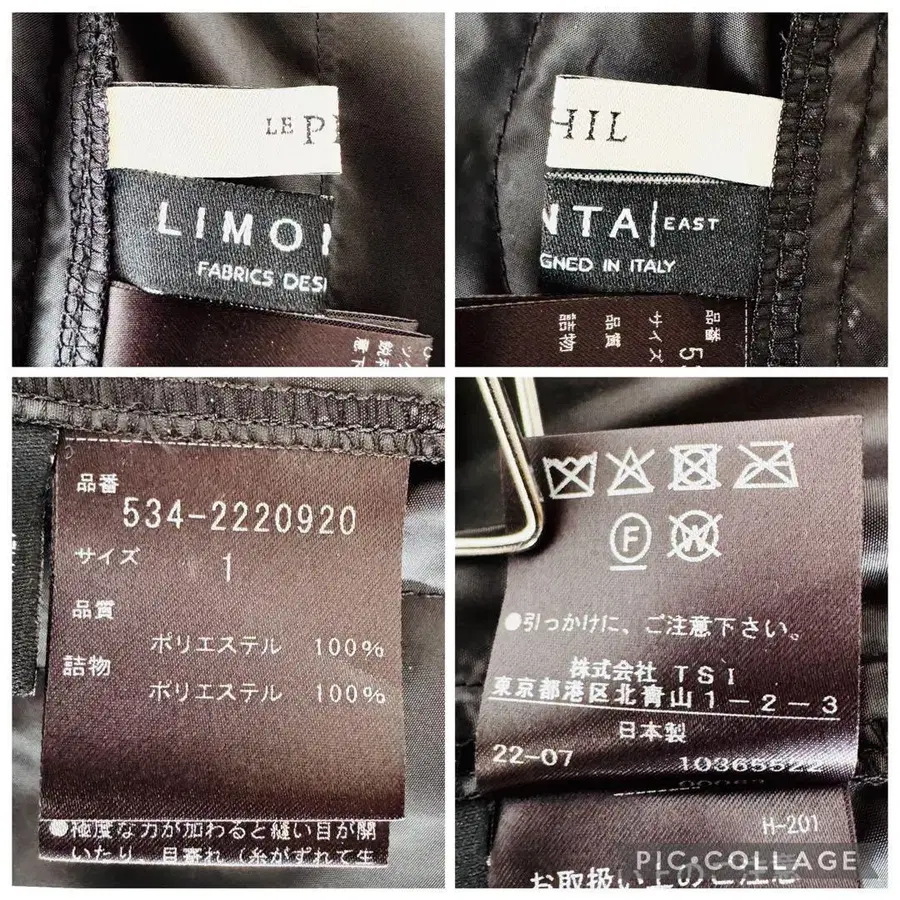 LE P
LIMO
FABRICS DESI
HIL
NTA| EAST
GNED IN ITALY
品番
サイズ
品質
詰物
品番
534-2220920
サイズ
1
品質
ポリエステル 100%
詰物
ポリエステル 100%
●極度な力が加わると縫い目が開
いたり、目寄れ（糸がずれて生
F
W
●引っかけに、ご注意下さい。
株式会社 TSI
東京都港区北青山1-2-3
日本製
22-07 10365522
H-201
PIC•COLLAGE